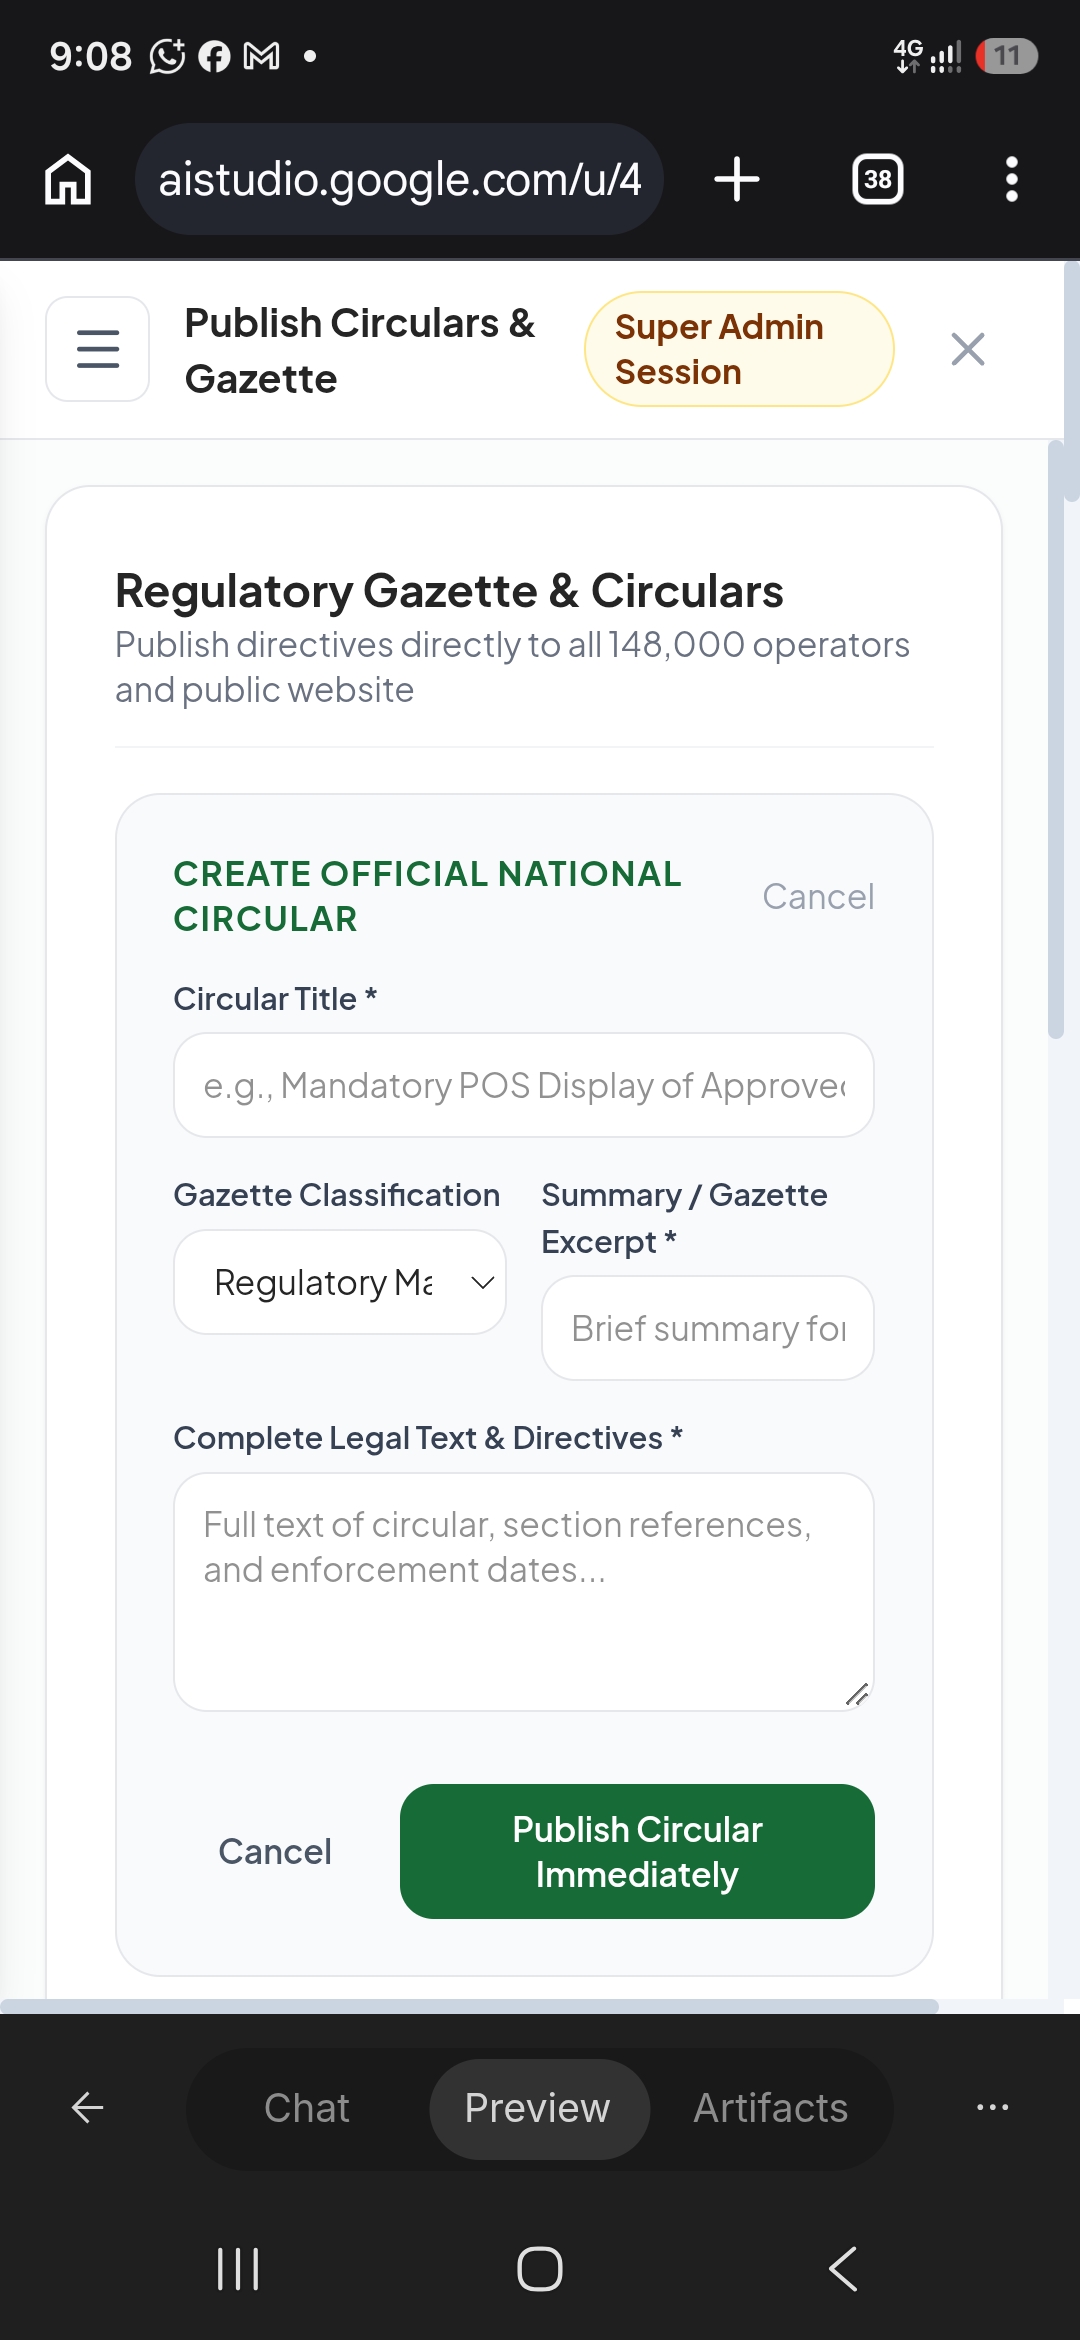 9:08
4G
11
aistudio.google.com/u/4
38
Publish Circulars &
Gazette
Super Admin
Session
Regulatory Gazette & Circulars
Publish directives directly to all 148,000 operators
and public website
CREATE OFFICIAL NATIONAL
CIRCULAR
Cancel
Circular Title *
e.g., Mandatory POS Display of Approved
Gazette Classification
Summary / Gazette
Excerpt *
Regulatory Ma
Brief summary for
Complete Legal Text & Directives *
Full text of circular, section references,
and enforcement dates...
Cancel
Publish Circular
Immediately
Chat
Preview
Artifacts